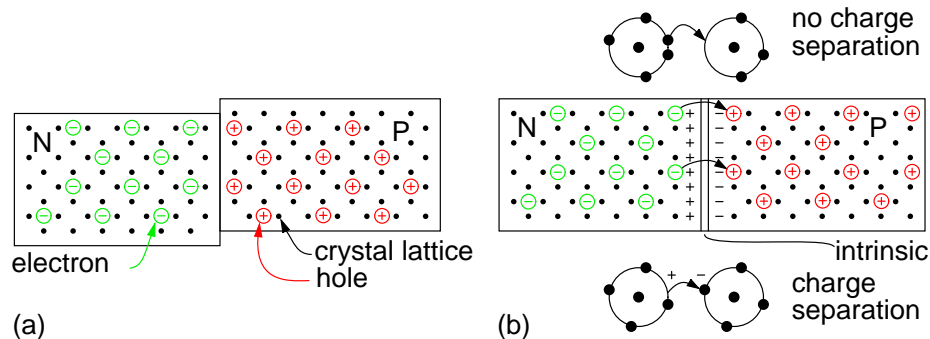 no charge
separation
N
P
N
P
electron
crystal lattice
hole
intrinsic
charge
separation
(a)
(b)